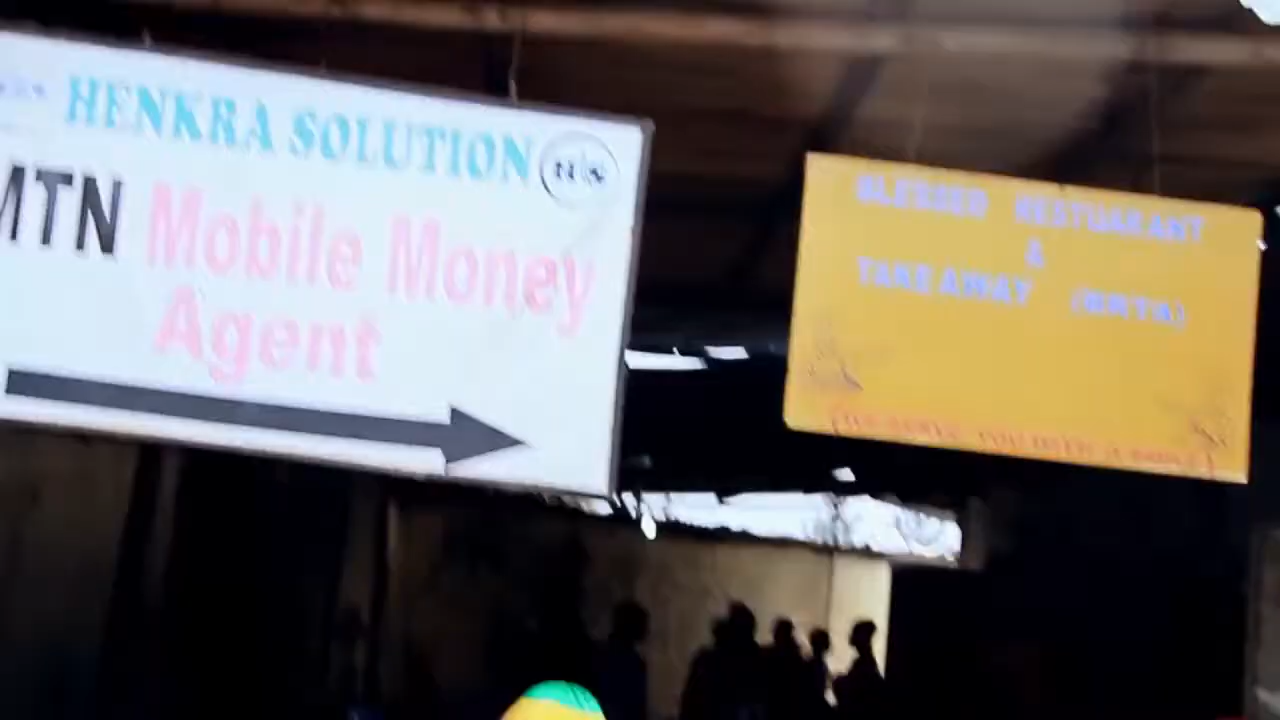 HENKRA SOLUTION
MTN Mobile Money
Agent
BLESSED RESTUARANT
&
TAKE AWAY